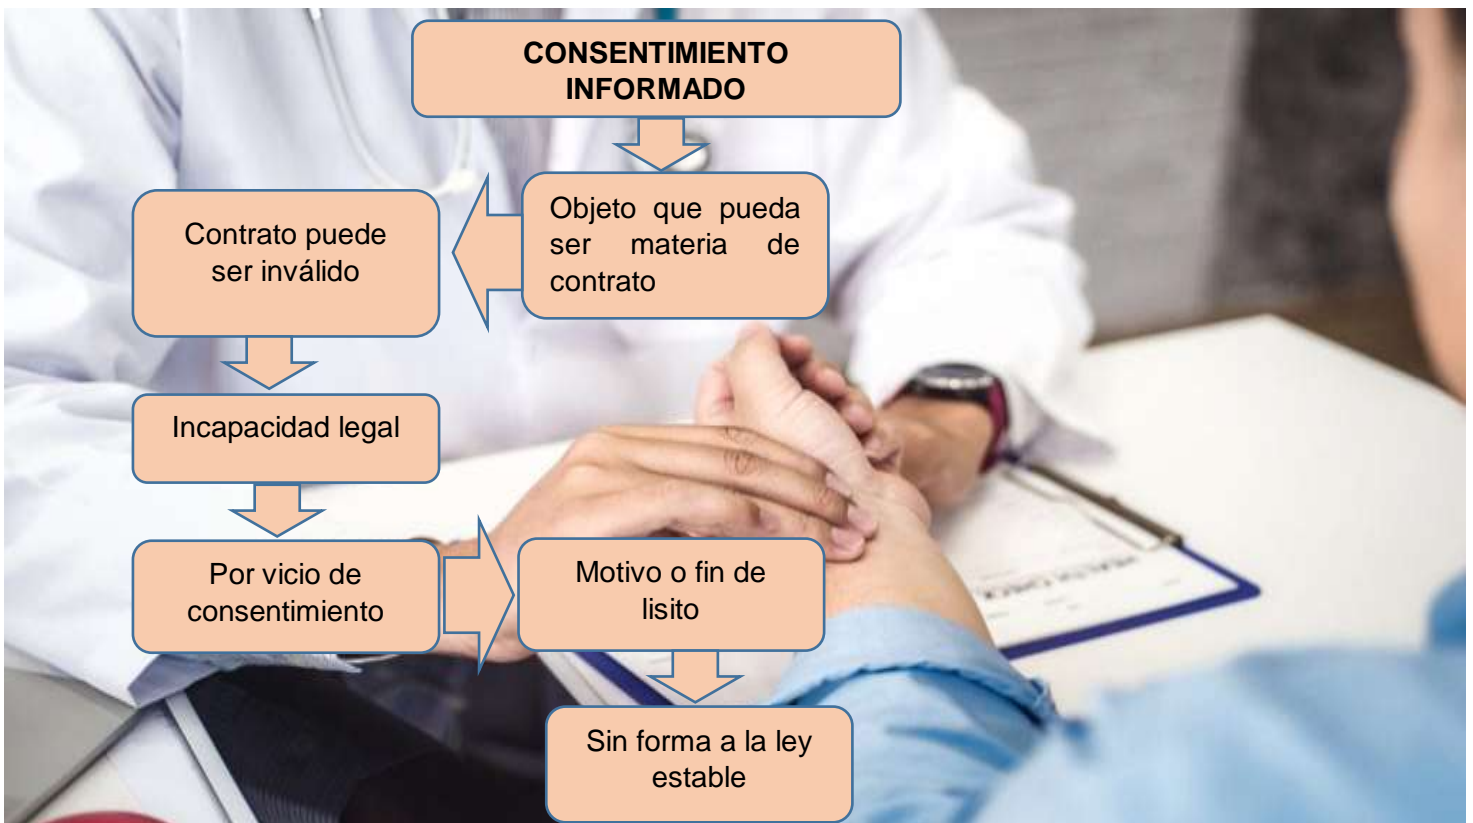 CONSENTIMIENTO
INFORMADO
Objeto que pueda
ser materia de
contrato
Contrato puede
ser inválido
Incapacidad legal
Por vicio de
consentimiento
Motivo o fin de
lisito
Sin forma a la ley
estable